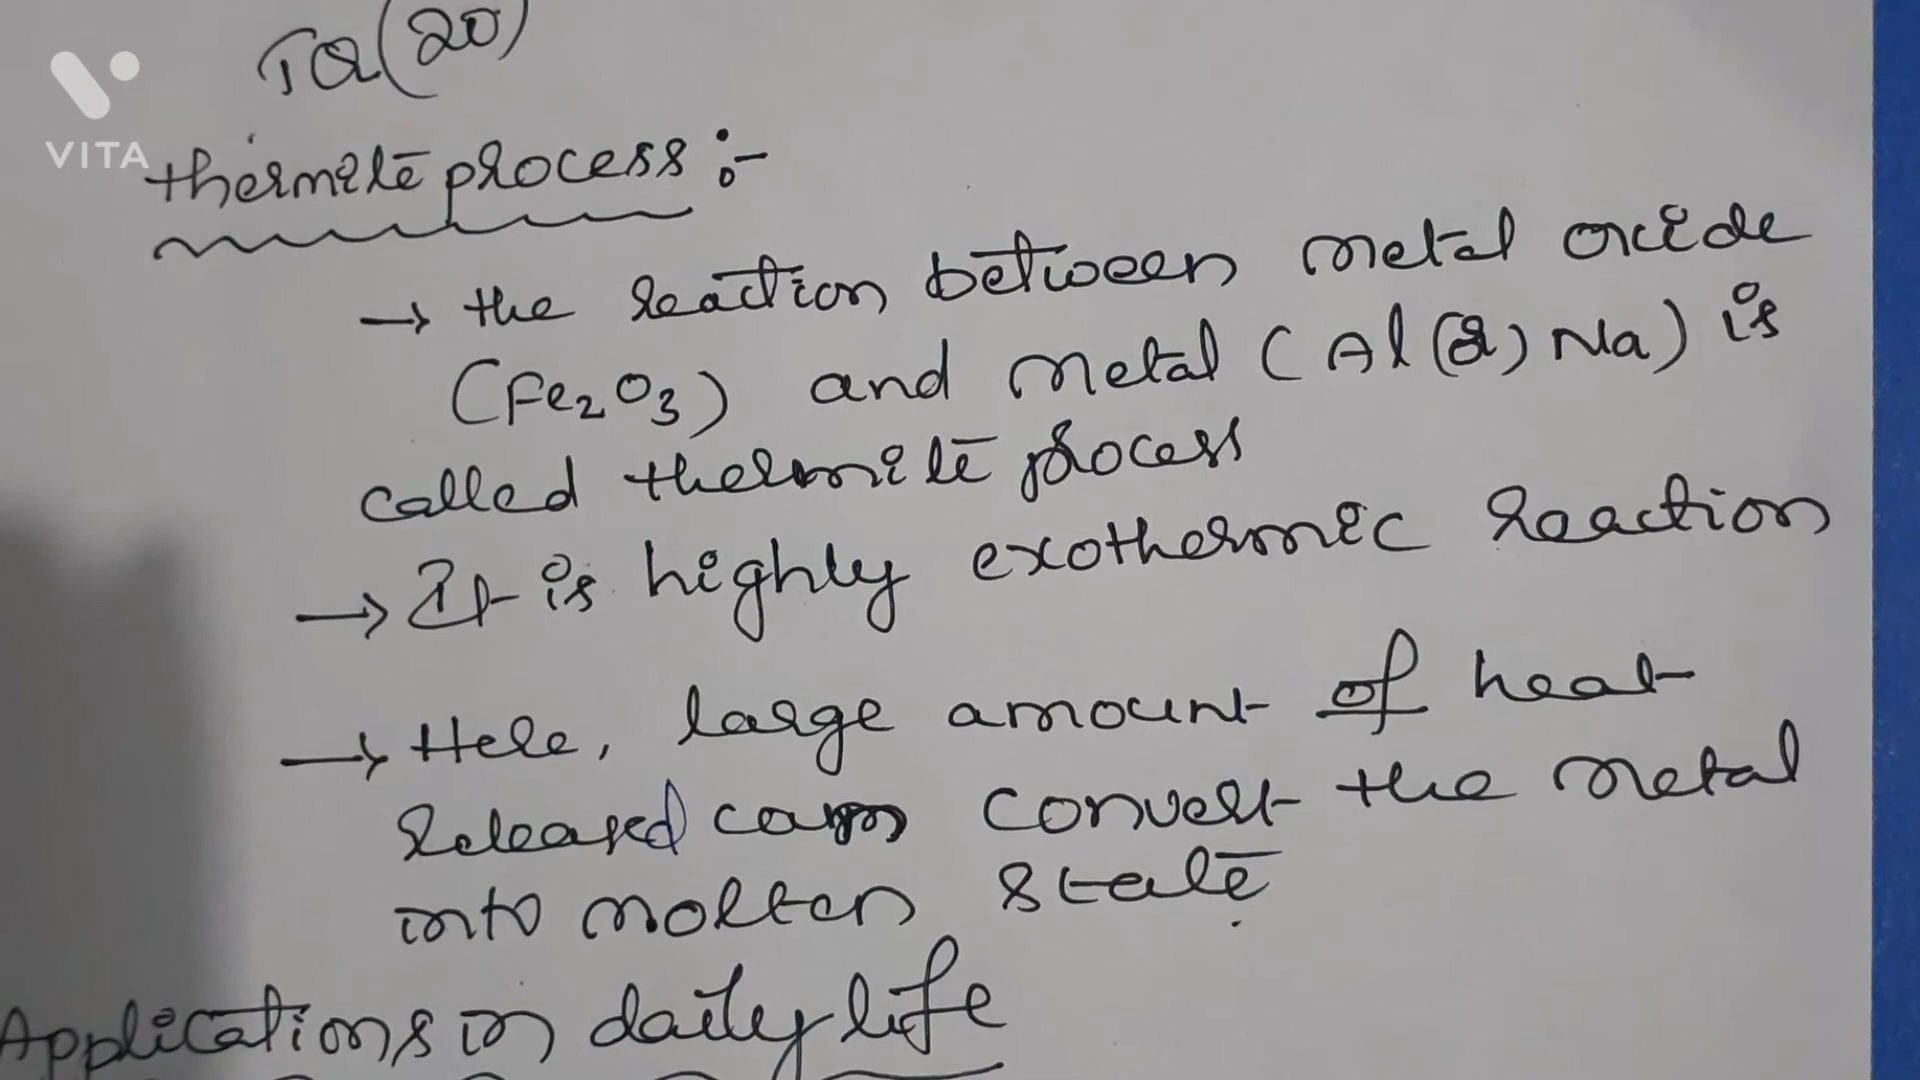 TQ(20)
VITA
thermite process :-
→ the reaction between metal oxide
(Fe2O3) and metal (Al (or) Na) is
called thermite process
→ It is highly exothermic reaction
→ Here, large amount of heat
released can convert the metal
into molten state.
Applications in daily life